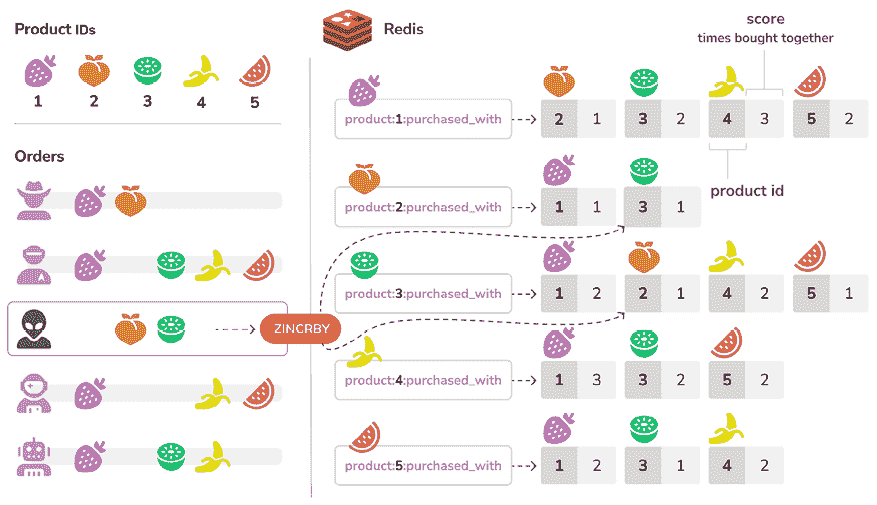 Product IDs
1 2 3 4 5
Orders
Redis
score
times bought together
product:1:purchased_with 2 1 3 2 4 3 5 2
product id
product:2:purchased_with 1 1 3 1
product:3:purchased_with 1 2 2 1 4 2 5 1
ZINCRBY
product:4:purchased_with 1 3 3 2 5 2
product:5:purchased_with 1 2 3 1 4 2